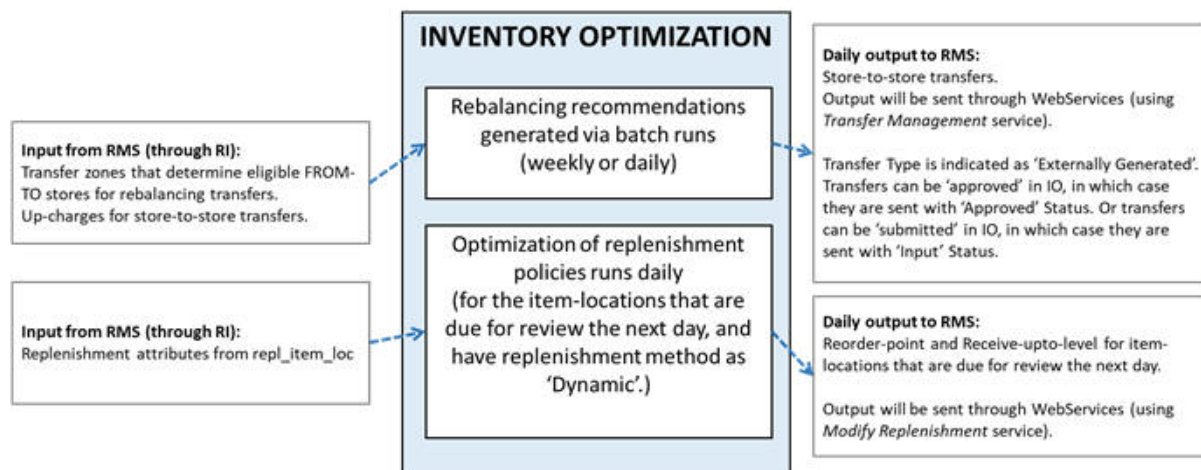 INVENTORY OPTIMIZATION
Input from RMS (through RI):
Transfer zones that determine eligible FROM-
TO stores for rebalancing transfers.
Up-charges for store-to-store transfers.
Rebalancing recommendations
generated via batch runs
(weekly or daily)
Daily output to RMS:
Store-to-store transfers.
Output will be sent through WebServices (using
Transfer Management service).
Transfer Type is indicated as ‘Externally Generated’.
Transfers can be ‘approved’ in IO, in which case
they are sent with ‘Approved’ Status. Or transfers
can be ‘submitted’ in IO, in which case they are
sent with ‘Input’ Status.
Input from RMS (through RI):
Replenishment attributes from repl_item_loc
Optimization of replenishment
policies runs daily
(for the item-locations that are
due for review the next day, and
have replenishment method as
‘Dynamic’.)
Daily output to RMS:
Reorder-point and Receive-upto-level for item-
locations that are due for review the next day.
Output will be sent through WebServices (using
Modify Replenishment service).